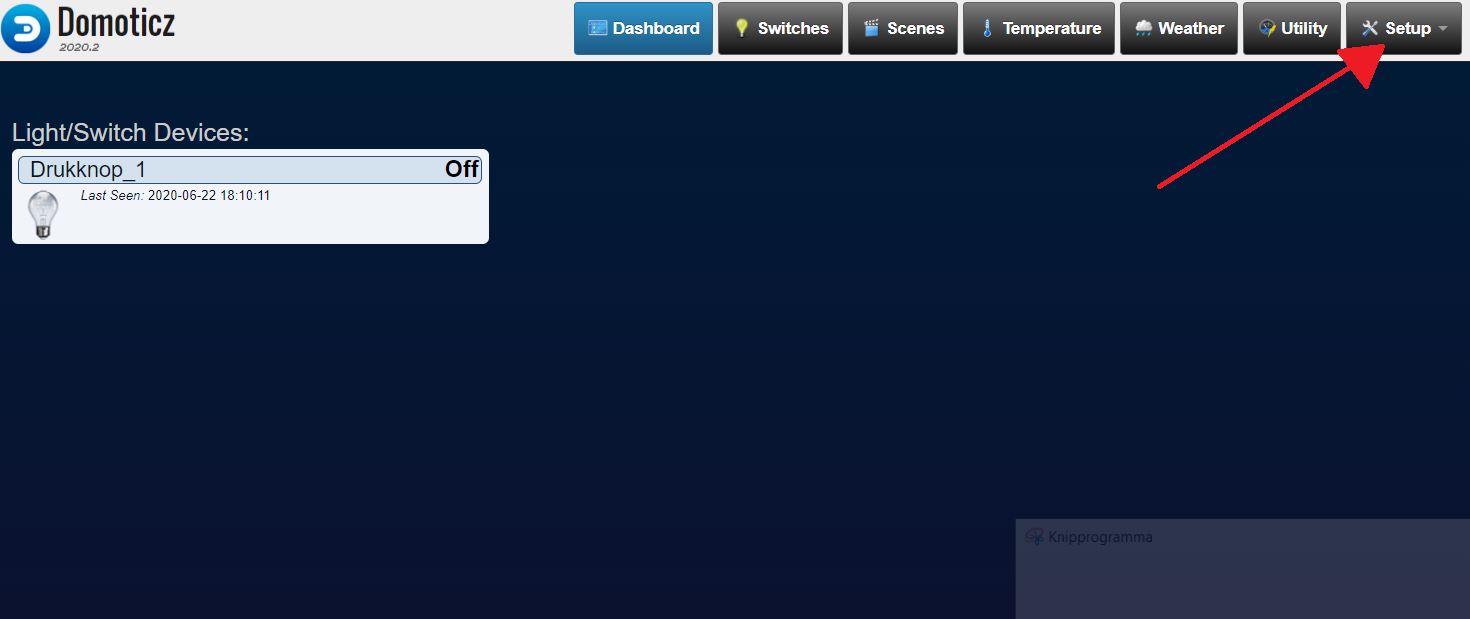 Domoticz
2020.2
Dashboard Switches Scenes Temperature Weather Utility Setup
Light/Switch Devices:
Drukknop_1 Off
Last Seen: 2020-06-22 18:10:11
Knipprogramma